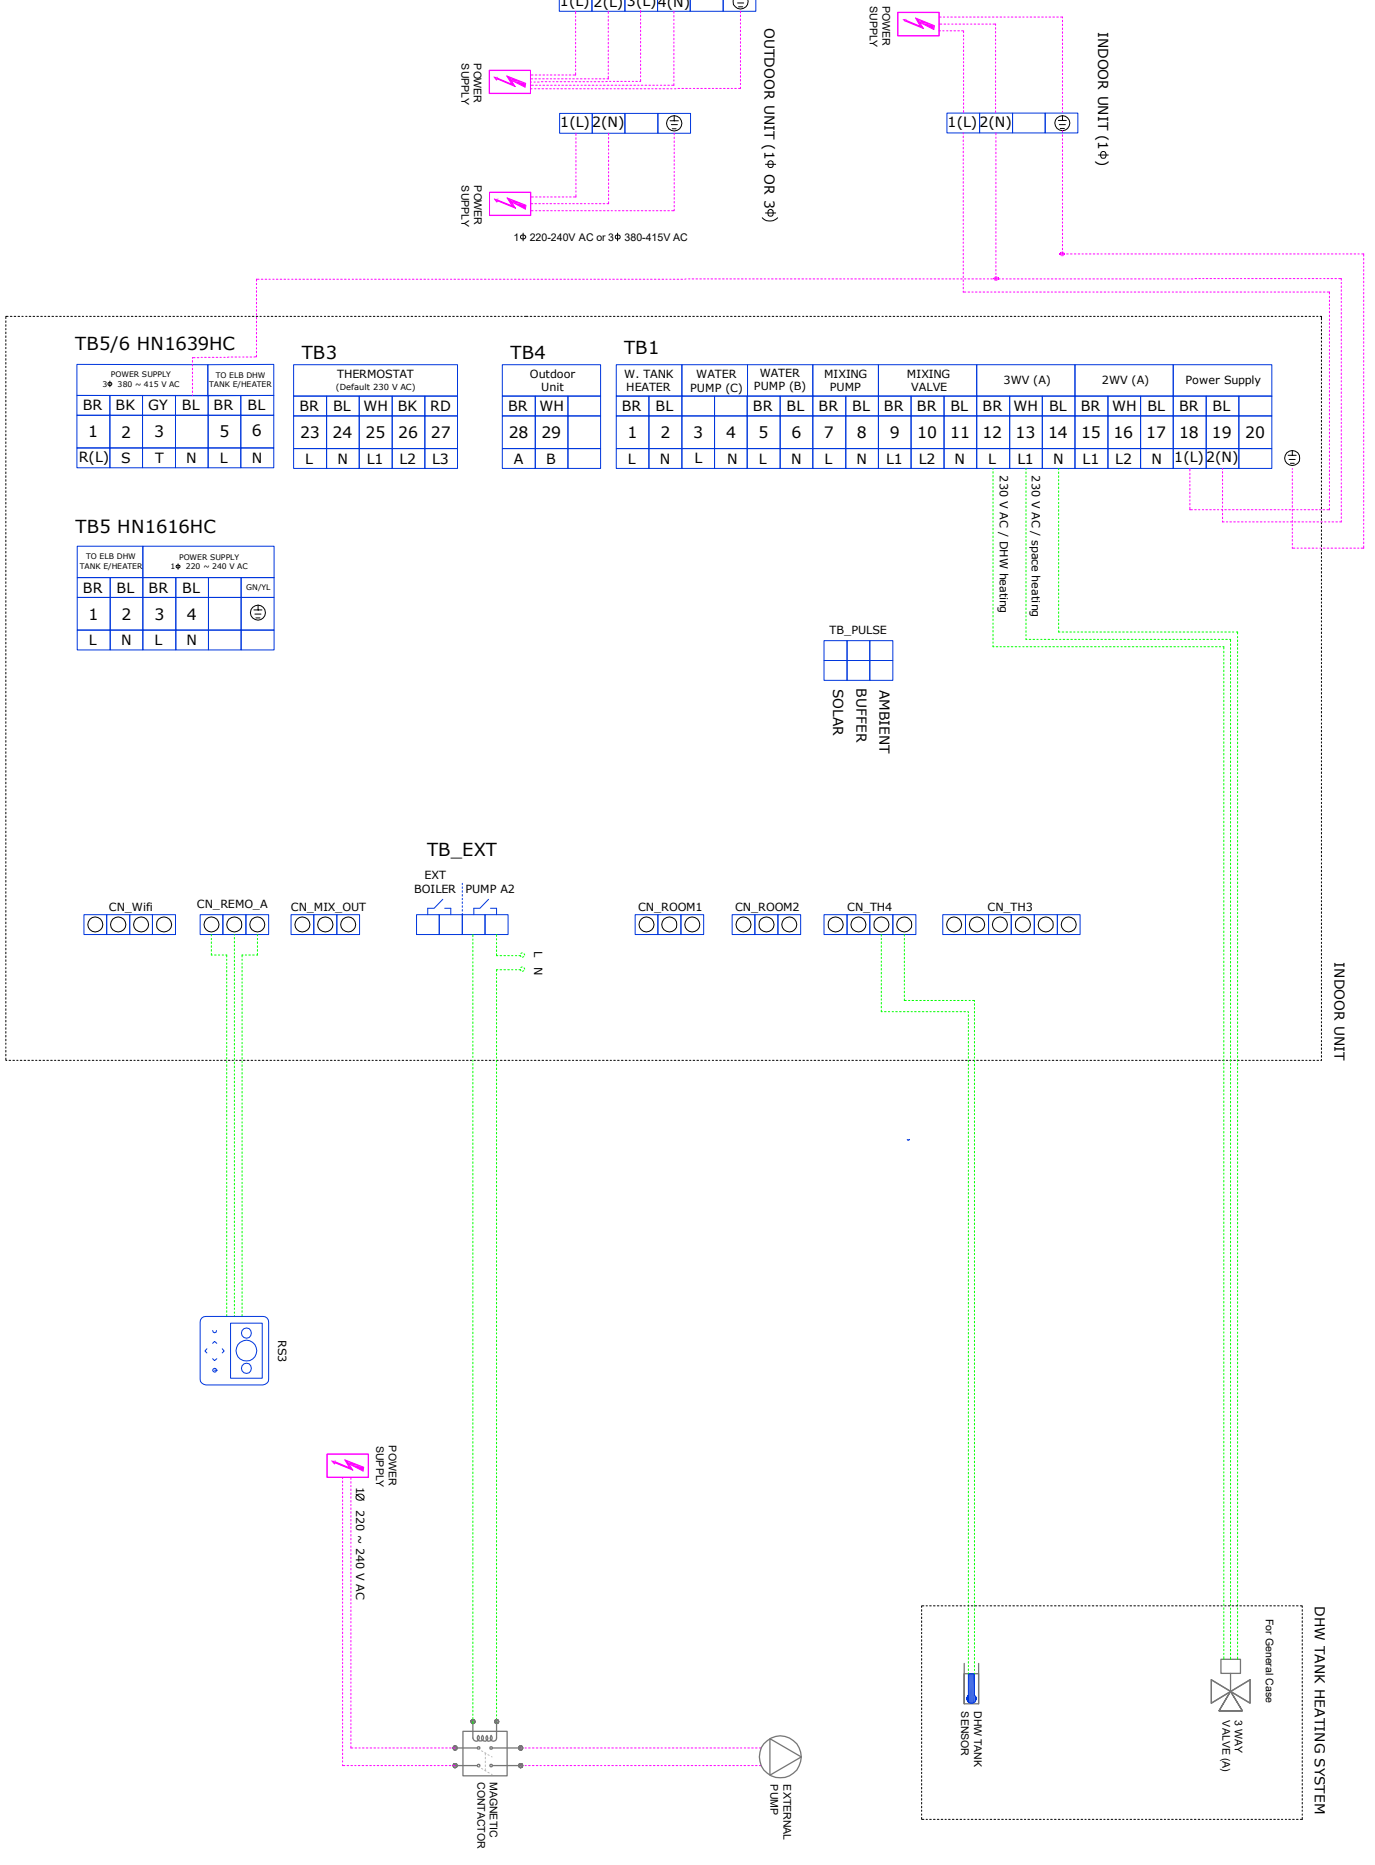 1(L) 2(L) 3(L) 4(N)
POWER
SUPPLY
OUTDOOR UNIT (1Φ OR 3Φ)
1(L) 2(N)
POWER
SUPPLY
1Φ 220-240V AC or 3Φ 380-415V AC
POWER
SUPPLY
INDOOR UNIT (1Φ)
1(L) 2(N)
TB5/6 HN1639HC
POWER SUPPLY
3Φ 380 ~ 415 V AC
TO ELB DHW
TANK E/HEATER
BR BK GY BL BR BL
1 2 3 5 6
R(L) S T N L N
TB3
THERMOSTAT
(Default 230 V AC)
BR BL WH BK RD
23 24 25 26 27
L N L1 L2 L3
TB4
Outdoor
Unit
BR WH
28 29
A B
TB1
W. TANK
HEATER
WATER
PUMP (C)
WATER
PUMP (B)
MIXING
PUMP
MIXING
VALVE
3WV (A)
2WV (A)
Power Supply
BR BL BR BL BR BL BR BR BL BR WH BL BR WH BL BR BL
1 2 3 4 5 6 7 8 9 10 11 12 13 14 15 16 17 18 19 20
L N L N L N L N L1 L2 N L L1 N L1 L2 N 1(L) 2(N)
230 V AC / DHW heating
230 V AC / space heating
TB5 HN1616HC
TO ELB DHW
TANK E/HEATER
POWER SUPPLY
1Φ 220 ~ 240 V AC
BR BL BR BL GN/YL
1 2 3 4
L N L N
TB_PULSE
SOLAR
BUFFER
AMBIENT
TB_EXT
EXT
BOILER
PUMP A2
CN_Wifi
CN_REMO_A
CN_MIX_OUT
CN_ROOM1
CN_ROOM2
CN_TH4
CN_TH3
L
N
INDOOR UNIT
RS3
POWER
SUPPLY
1Ø 220 ~ 240 V AC
MAGNETIC
CONTACTOR
EXTERNAL
PUMP
DHW TANK
SENSOR
For General Case
3 WAY
VALVE (A)
DHW TANK HEATING SYSTEM